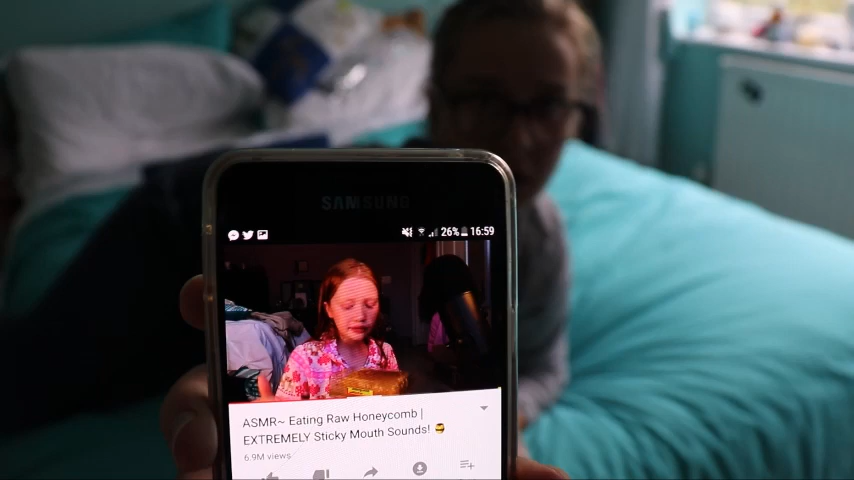 SAMSUNG
26% 16:59
ASMR~ Eating Raw Honeycomb |
EXTREMELY Sticky Mouth Sounds! 😎
6.9M views